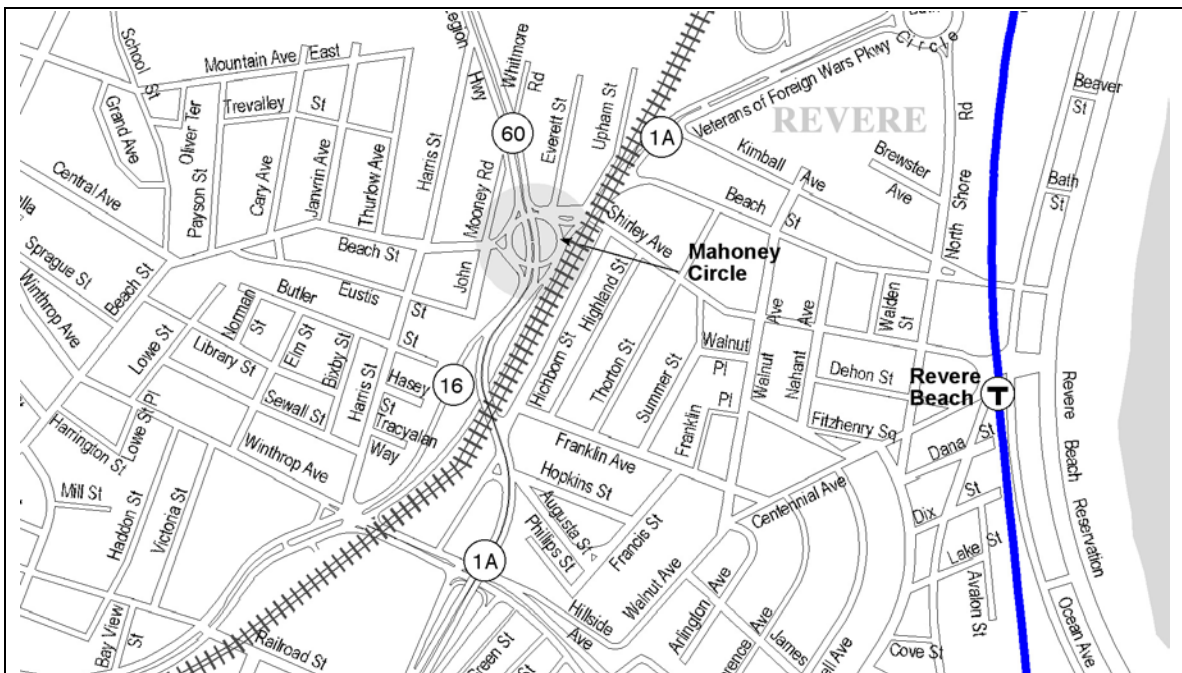 School
St
Mountain Ave East
Legion
Hwy
Whitmore
Rd
Everett St
Upham St
60
1A
Veterans of Foreign Wars Pkwy
Circle
REVERE
Beaver
St
Grand Ave
Oliver Ter
Trevalley
St
Harris St
Kimball
Ave
Brewster
Ave
North Shore Rd
Bath
St
Central Ave
Payson St
Cary Ave
Janvrin Ave
Thurlow Ave
Mooney Rd
John
Beach St
Shirley Ave
Beach
St
Mahoney
Circle
Sprague St
Winthrop Ave
Beach St
Butler
St
Eustis
St
Highland St
Hichborn St
Thorton St
Summer St
Walnut
Pl
Walnut
Ave
Nahant
Ave
Walden
St
Lowe St
Norman
St
Library St
Elm St
Bixby St
Harris St
Hasey
St
16
Dehon St
Revere
Beach
T
Sewall St
Tracyalan
Way
Franklin
Pl
Fitzhenry Sq
Dana St
Revere Beach Reservation
Harrington St
Lowe St Pl
Winthrop Ave
Franklin Ave
Hopkins St
Centennial Ave
Mill St
Haddon St
Victoria St
Augusta St
Phillips St
Francis St
Dix
St
Lake
St
1A
Walnut Ave
Hillside
Ave
Arlington Ave
James
Avalon St
Ocean Ave
Bay View
St
Railroad St
Green St
Ave
Cove St